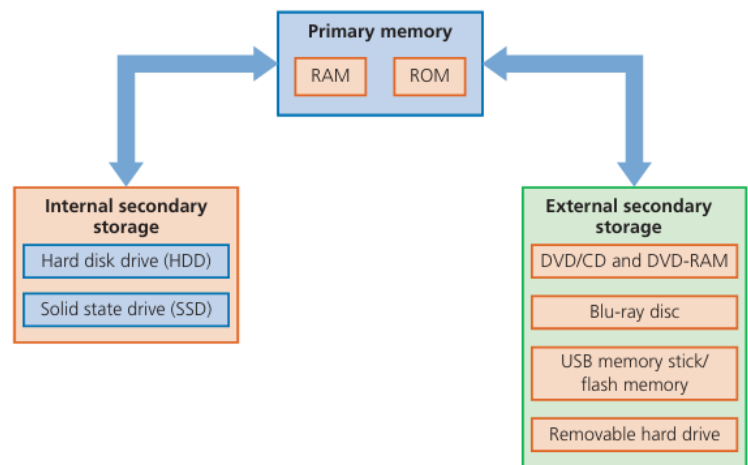 Primary memory
RAM
ROM
Internal secondary
storage
Hard disk drive (HDD)
Solid state drive (SSD)
External secondary
storage
DVD/CD and DVD-RAM
Blu-ray disc
USB memory stick/
flash memory
Removable hard drive